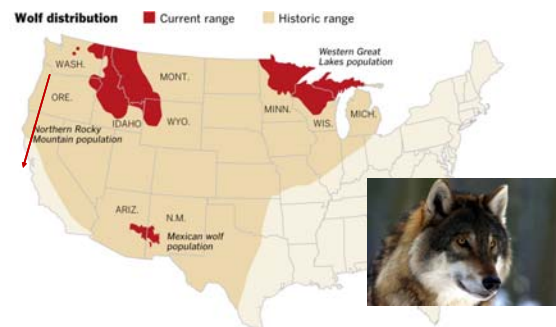 Wolf distribution
Current range
Historic range
Western Great
Lakes population
WASH.
MONT.
ORE.
MINN.
MICH.
WIS.
IDAHO
WYO.
Northern Rocky
Mountain population
ARIZ.
N.M.
Mexican wolf
population